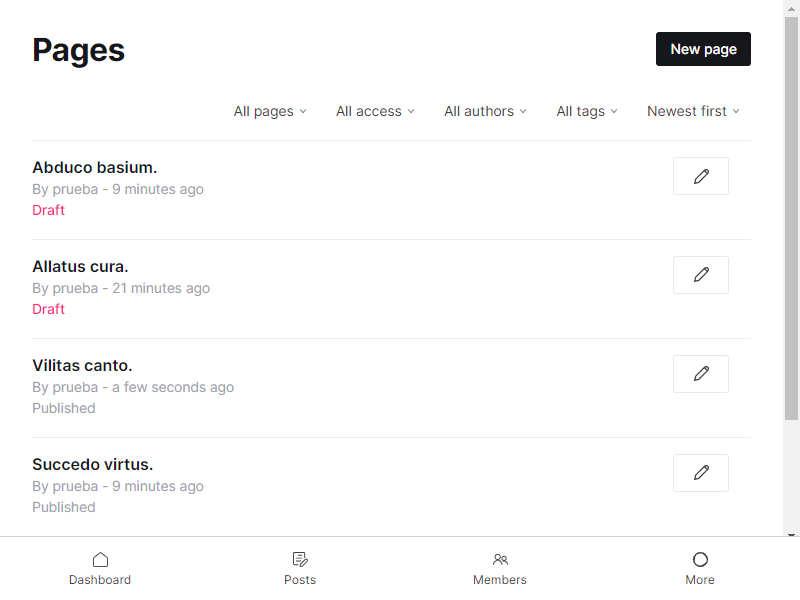 Pages
New page
All pages
All access
All authors
All tags
Newest first
Abduco basium.
By prueba - 9 minutes ago
Draft
Allatus cura.
By prueba - 21 minutes ago
Draft
Vilitas canto.
By prueba - a few seconds ago
Published
Succedo virtus.
By prueba - 9 minutes ago
Published
Dashboard
Posts
Members
More